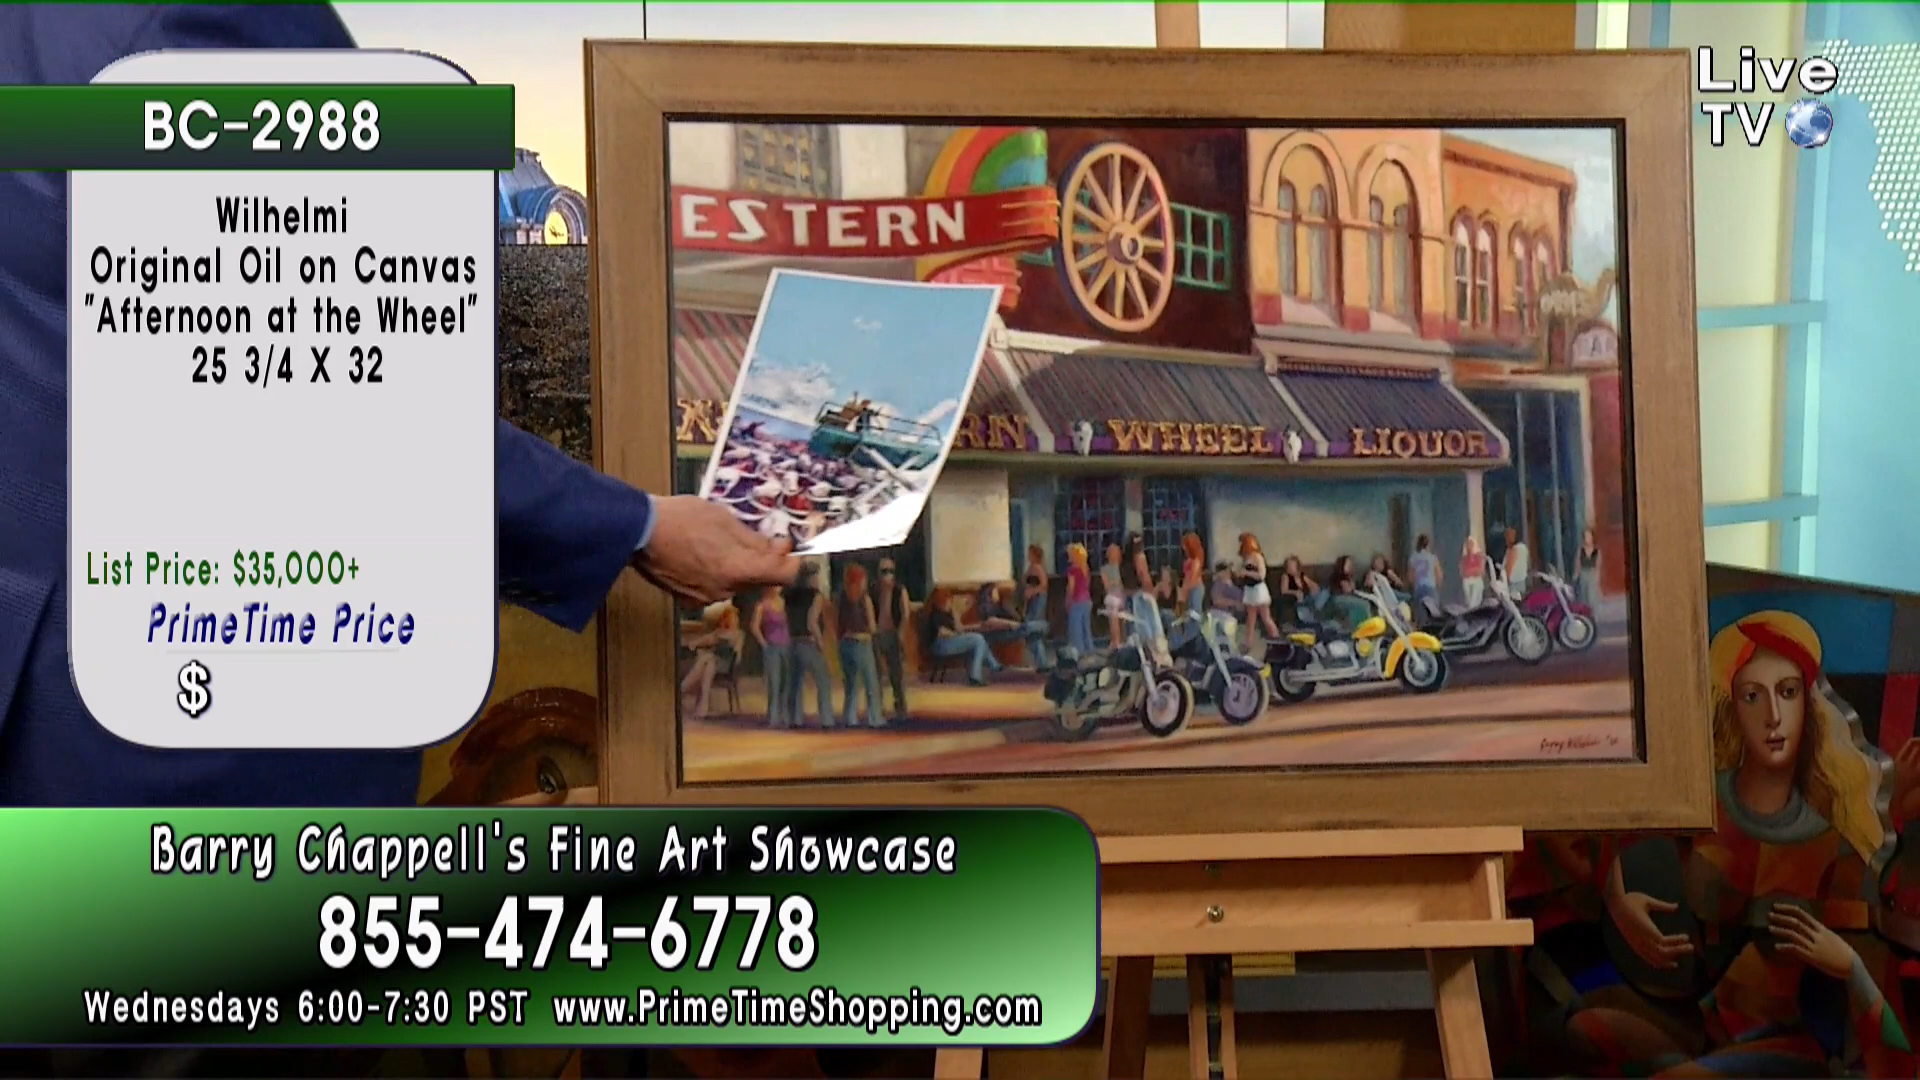 BC-2988
Wilhelmi
Original Oil on Canvas
"Afternoon at the Wheel"
25 3/4 X 32
List Price: $35,000+
PrimeTime Price
$
Live
TV
ESTERN
RN WHEEL LIQUOR
Barry Chappell's Fine Art Showcase
855-474-6778
Wednesdays 6:00-7:30 PST www.PrimeTimeShopping.com